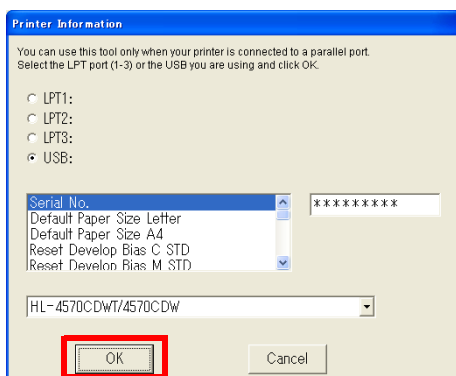 Printer Information
You can use this tool only when your printer is connected to a parallel port.
Select the LPT port (1-3) or the USB you are using and click OK.
LPT1:
LPT2:
LPT3:
USB:
Serial No.
*********
Default Paper Size Letter
Default Paper Size A4
Reset Develop Bias C STD
Reset Develop Bias M STD
HL-4570CDWT/4570CDW
OK
Cancel